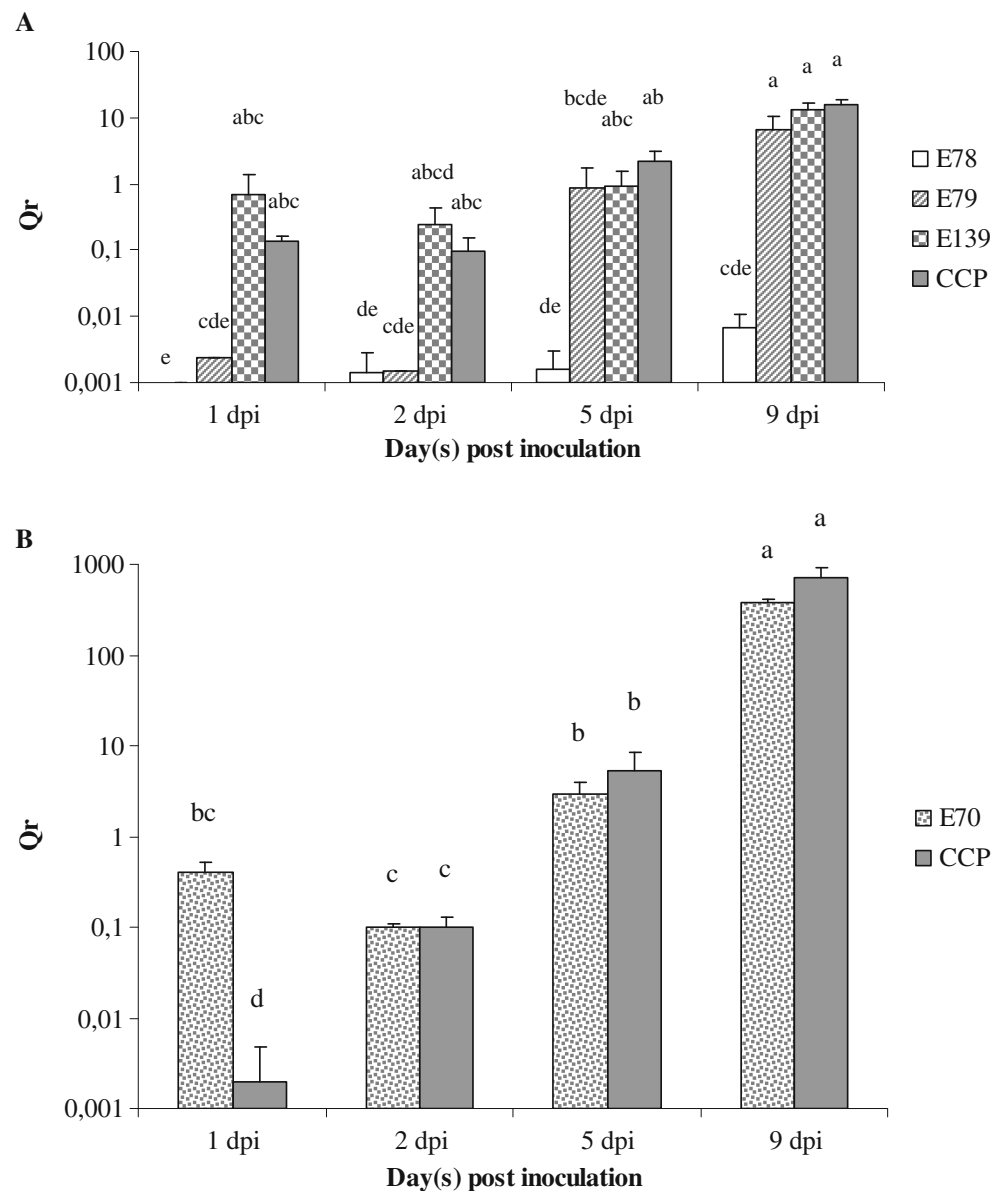 A
100
10
1
0,1
0,01
0,001
Qr
e
cde
abc
abc
de
cde
abcd
abc
de
bcde
abc
ab
cde
a
a
a
1 dpi
2 dpi
5 dpi
9 dpi
Day(s) post inoculation
E78
E79
E139
CCP
B
1000
100
10
1
0,1
0,01
0,001
Qr
bc
d
c
c
b
b
a
a
1 dpi
2 dpi
5 dpi
9 dpi
Day(s) post inoculation
E70
CCP